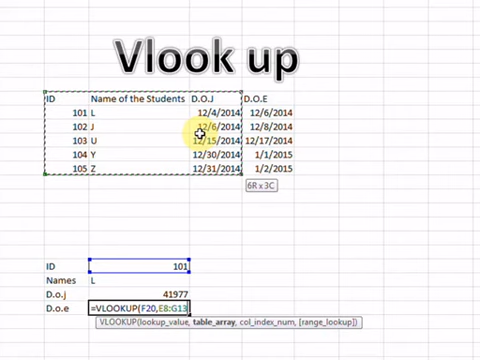 Vlook up
ID Name of the Students D.O.J D.O.E
101 L 12/4/2014 12/6/2014
102 J 12/6/2014 12/8/2014
103 U 12/15/2014 12/17/2014
104 Y 12/30/2014 1/1/2015
105 Z 12/31/2014 1/2/2015
6R x 3C
ID 101
Names L
D.o.j 41977
D.o.e =VLOOKUP(F20,E8:G13
VLOOKUP(lookup_value, table_array, col_index_num, [range_lookup])